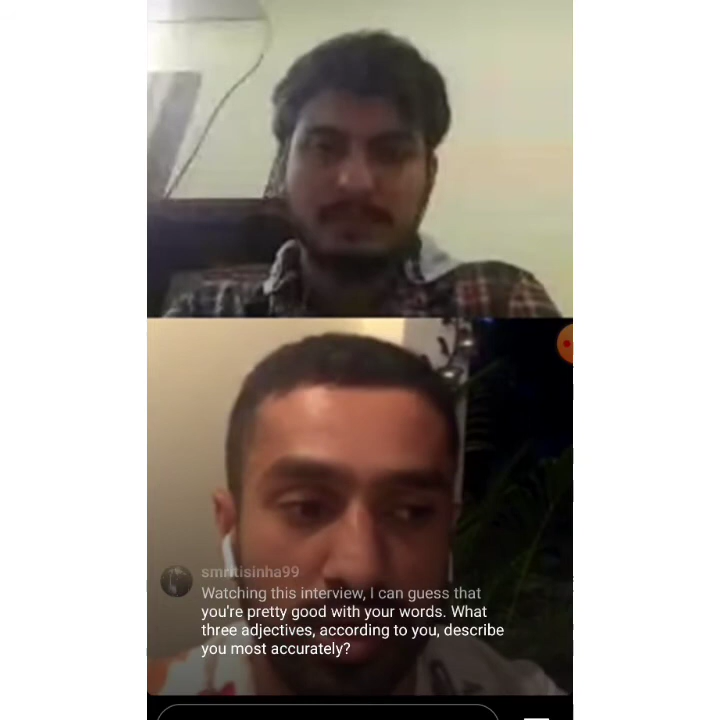 smritisinha99
Watching this interview, I can guess that
you're pretty good with your words. What
three adjectives, according to you, describe
you most accurately?